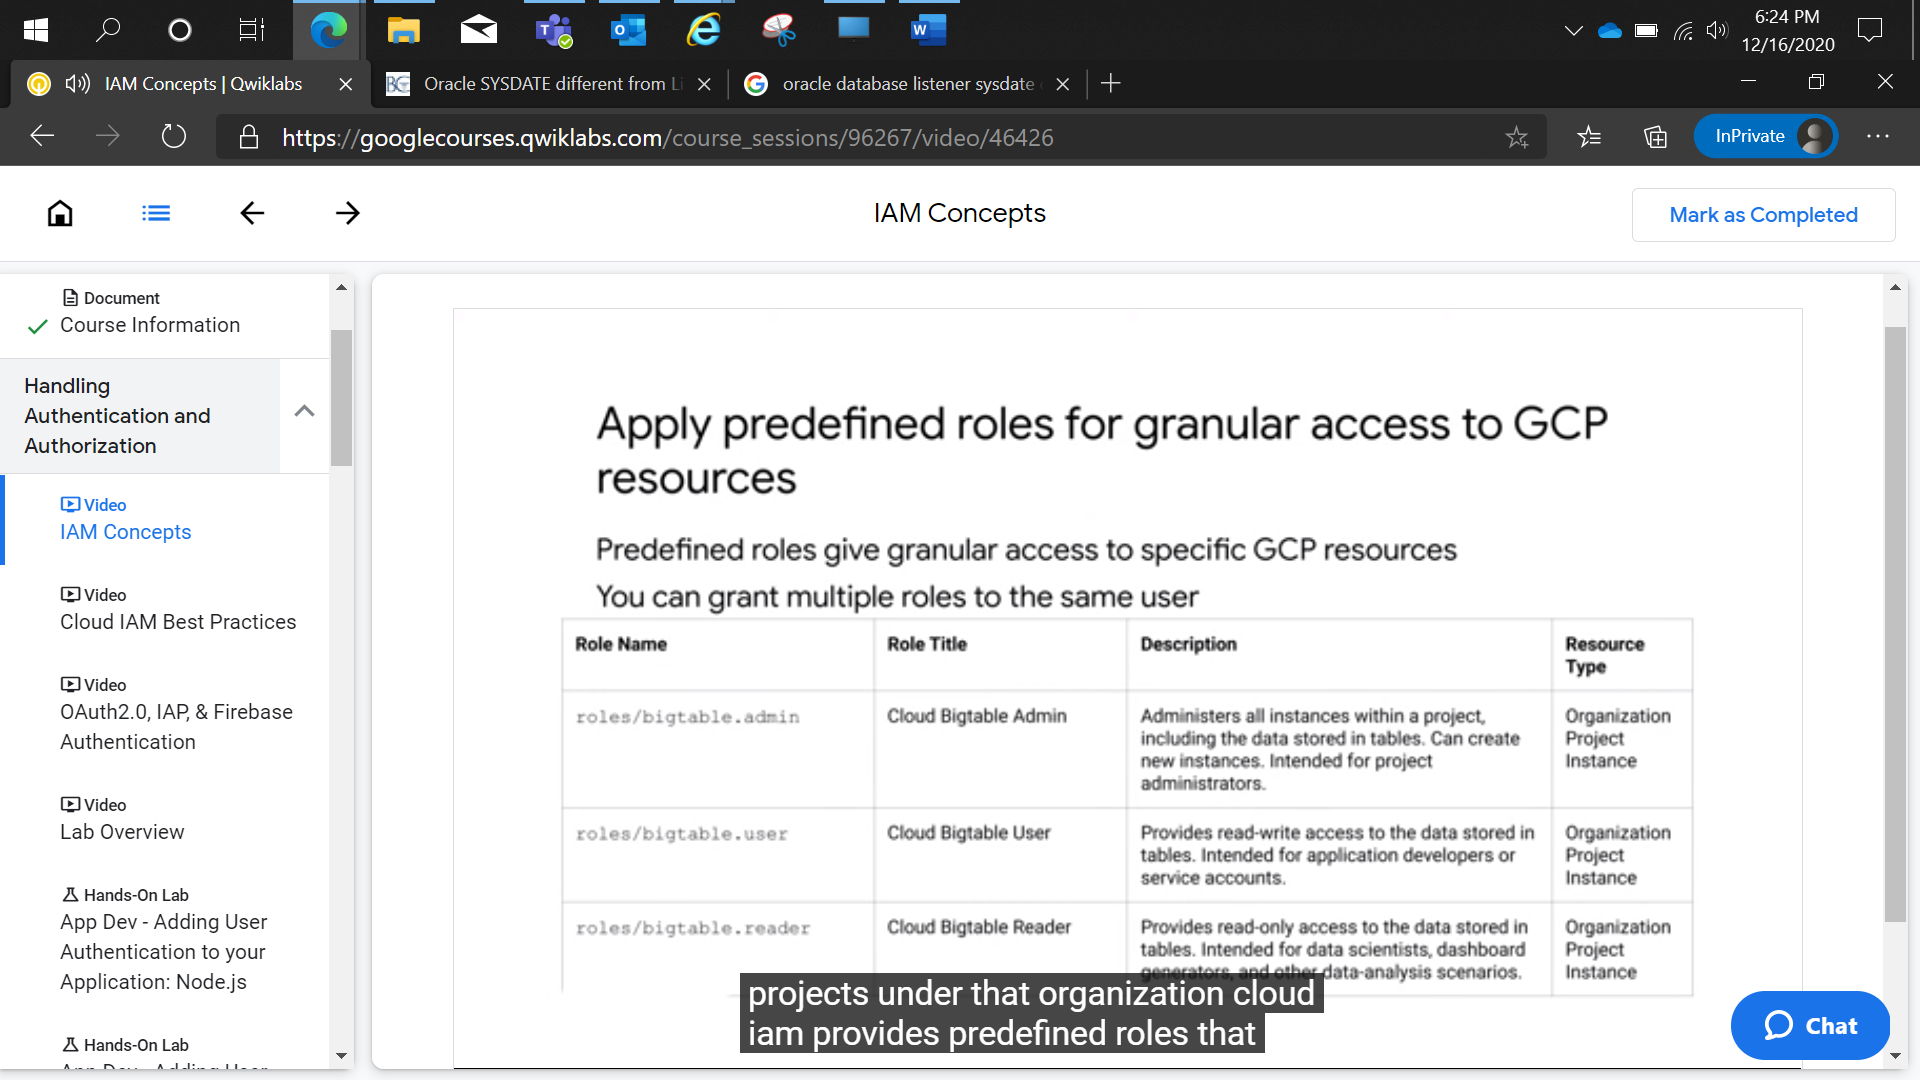 6:24 PM
12/16/2020
IAM Concepts | Qwiklabs
Oracle SYSDATE different from Li
oracle database listener sysdate
https://googlecourses.qwiklabs.com/course_sessions/96267/video/46426
InPrivate
IAM Concepts
Mark as Completed
Document
Course Information
Handling
Authentication and
Authorization
Video
IAM Concepts
Video
Cloud IAM Best Practices
Video
OAuth2.0, IAP, & Firebase
Authentication
Video
Lab Overview
Hands-On Lab
App Dev - Adding User
Authentication to your
Application: Node.js
Hands-On Lab
App Dev - Adding User
Apply predefined roles for granular access to GCP
resources
Predefined roles give granular access to specific GCP resources
You can grant multiple roles to the same user
Role Name Role Title Description Resource
Type
roles/bigtable.admin Cloud Bigtable Admin Administers all instances within a project, Organization
including the data stored in tables. Can create Project
new instances. Intended for project Instance
administrators.
roles/bigtable.user Cloud Bigtable User Provides read-write access to the data stored in Organization
tables. Intended for application developers or Project
service accounts. Instance
roles/bigtable.reader Cloud Bigtable Reader Provides read-only access to the data stored in Organization
tables. Intended for data scientists, dashboard Project
generators, and other data-analysis scenarios. Instance
projects under that organization cloud
iam provides predefined roles that
Chat